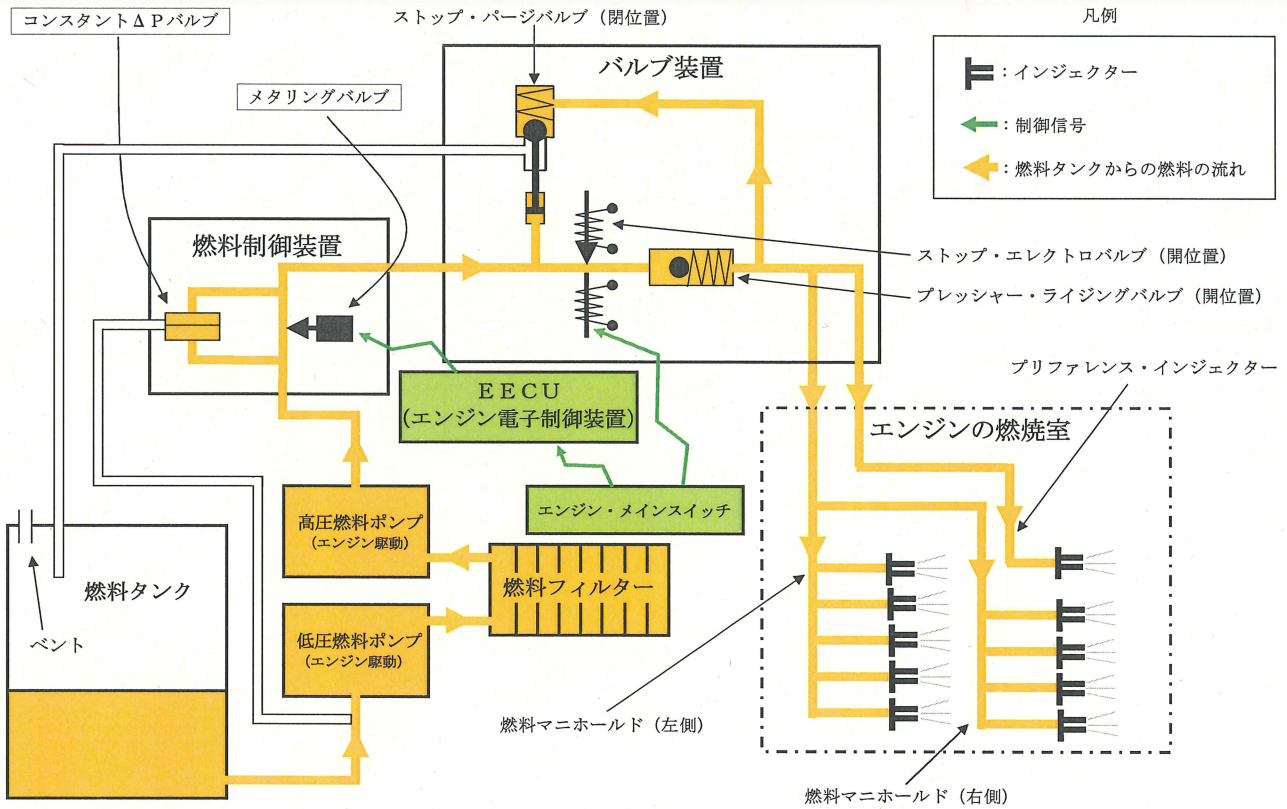 コンスタントΔPバルブ
ストップ・パージバルブ（閉位置）
凡例
バルブ装置
：インジェクター
メタリングバルブ
：制御信号
：燃料タンクからの燃料の流れ
燃料制御装置
ストップ・エレクトロバルブ（開位置）
プレッシャー・ライジングバルブ（開位置）
プリファレンス・インジェクター
EECU
(エンジン電子制御装置)
エンジンの燃焼室
エンジン・メインスイッチ
高圧燃料ポンプ
(エンジン駆動)
燃料フィルター
燃料タンク
ベント
低圧燃料ポンプ
(エンジン駆動)
燃料マニホールド（左側）
燃料マニホールド（右側）